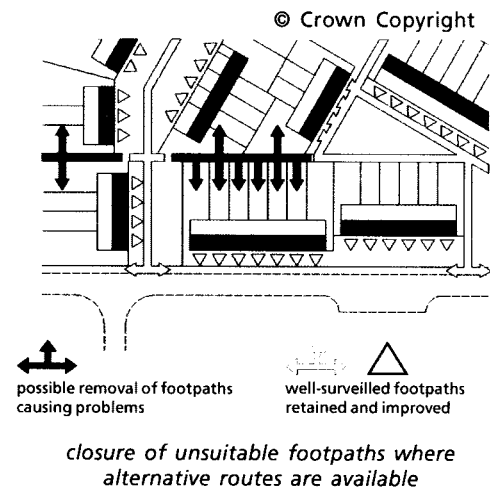 © Crown Copyright
possible removal of footpaths
causing problems
well-surveilled footpaths
retained and improved
closure of unsuitable footpaths where
alternative routes are available